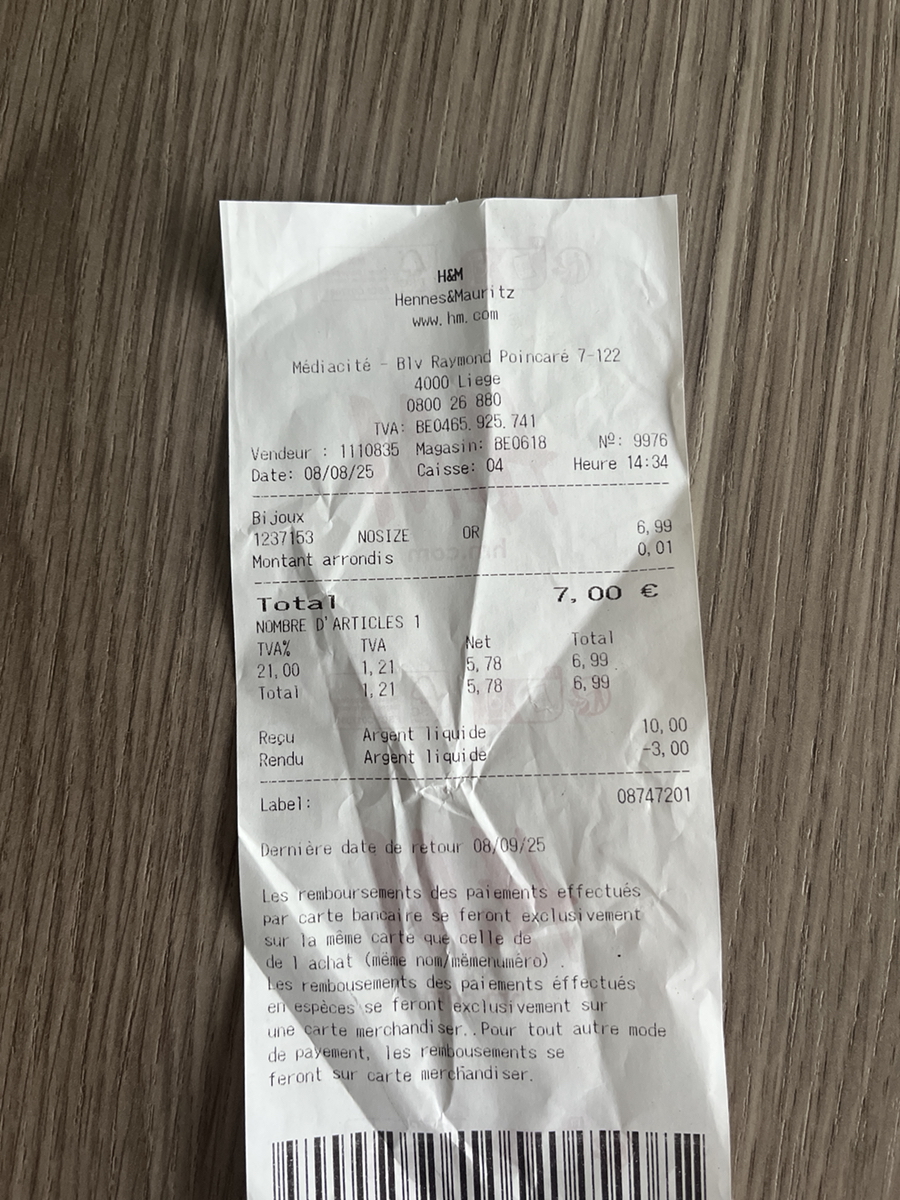 H&M
Hennes&Mauritz
www.hm.com
Médiacité - Blv Raymond Poincaré 7-122
4000 Liege
0800 26 880
TVA: BE0465.925.741
Vendeur : 1110835 Magasin: BE0618 Nº: 9976
Date: 08/08/25 Caisse: 04 Heure 14:34
Bijoux
1237153 NOSIZE OR 6,99
Montant arrondis 0,01
Total 7,00 €
NOMBRE D'ARTICLES 1
TVA% TVA Net Total
21,00 1,21 5,78 6,99
Total 1,21 5,78 6,99
Reçu Argent liquide 10,00
Rendu Argent liquide -3,00
Label: 08747201
Dernière date de retour 08/09/25
Les remboursements des paiements effectués
par carte bancaire se feront exclusivement
sur la même carte que celle de
de l achat (même nom/mêmenuméro) .
Les rembousements des paiements éffectués
en espèces se feront exclusivement sur
une carte merchandiser..Pour tout autre mode
de payement, les rembousements se
feront sur carte merchandiser.